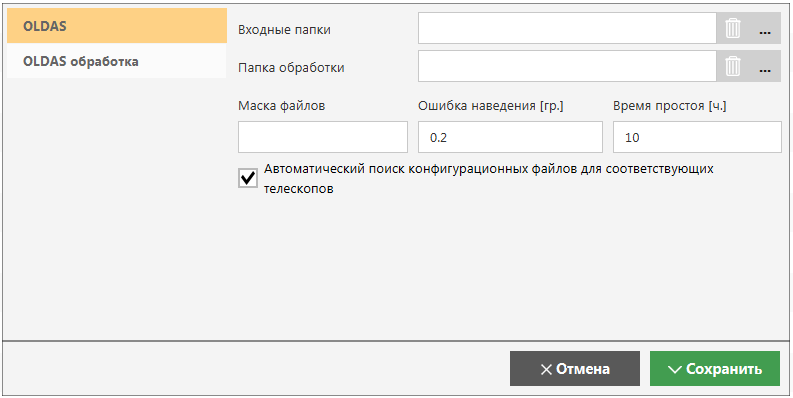 OLDAS
OLDAS обработка
Входные папки
...
Папка обработки
...
Маска файлов
Ошибка наведения [гр.]
Время простоя [ч.]
0.2
10
Автоматический поиск конфигурационных файлов для соответствующих
телескопов
Отмена
Сохранить